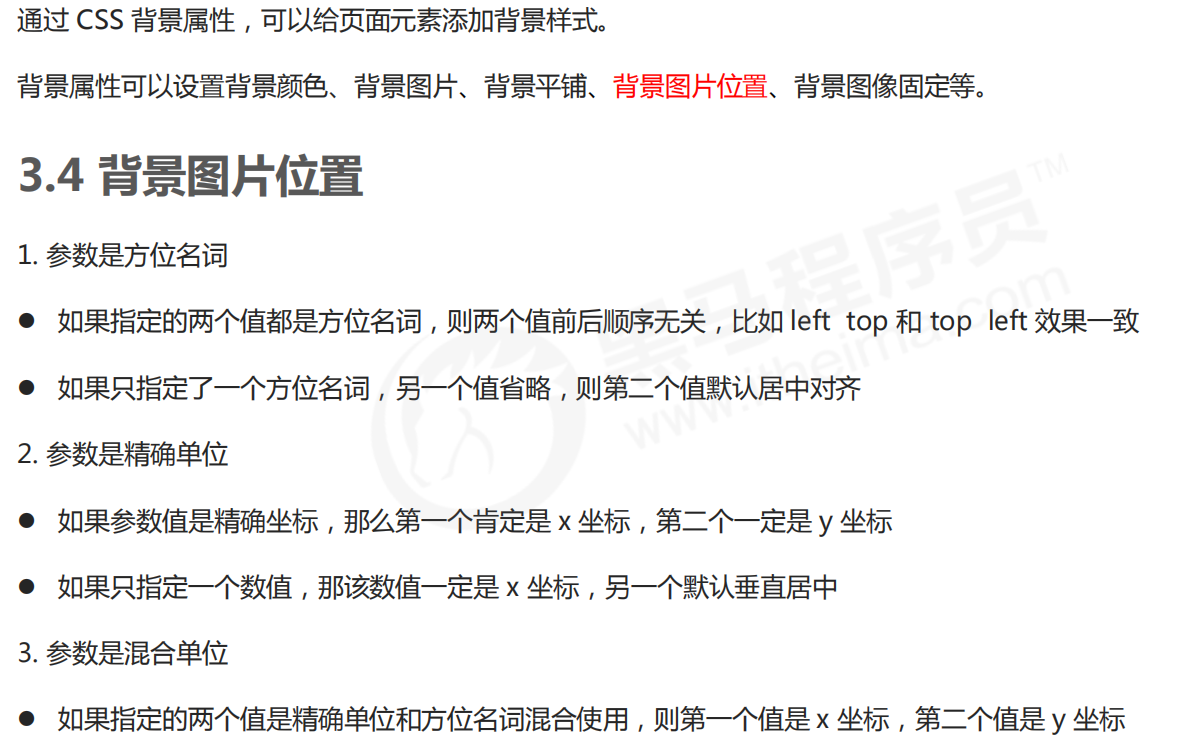 通过 CSS 背景属性，可以给页面元素添加背景样式。
背景属性可以设置背景颜色、背景图片、背景平铺、背景图片位置、背景图像固定等。
3.4 背景图片位置
1. 参数是方位名词
● 如果指定的两个值都是方位名词，则两个值前后顺序无关，比如 left top 和 top left 效果一致
● 如果只指定了一个方位名词，另一个值省略，则第二个值默认居中对齐
2. 参数是精确单位
● 如果参数值是精确坐标，那么第一个肯定是 x 坐标，第二个一定是 y 坐标
● 如果只指定一个数值，那该数值一定是 x 坐标，另一个默认垂直居中
3. 参数是混合单位
● 如果指定的两个值是精确单位和方位名词混合使用，则第一个值是 x 坐标，第二个值是 y 坐标
黑马程序员TM
www.itheima.com